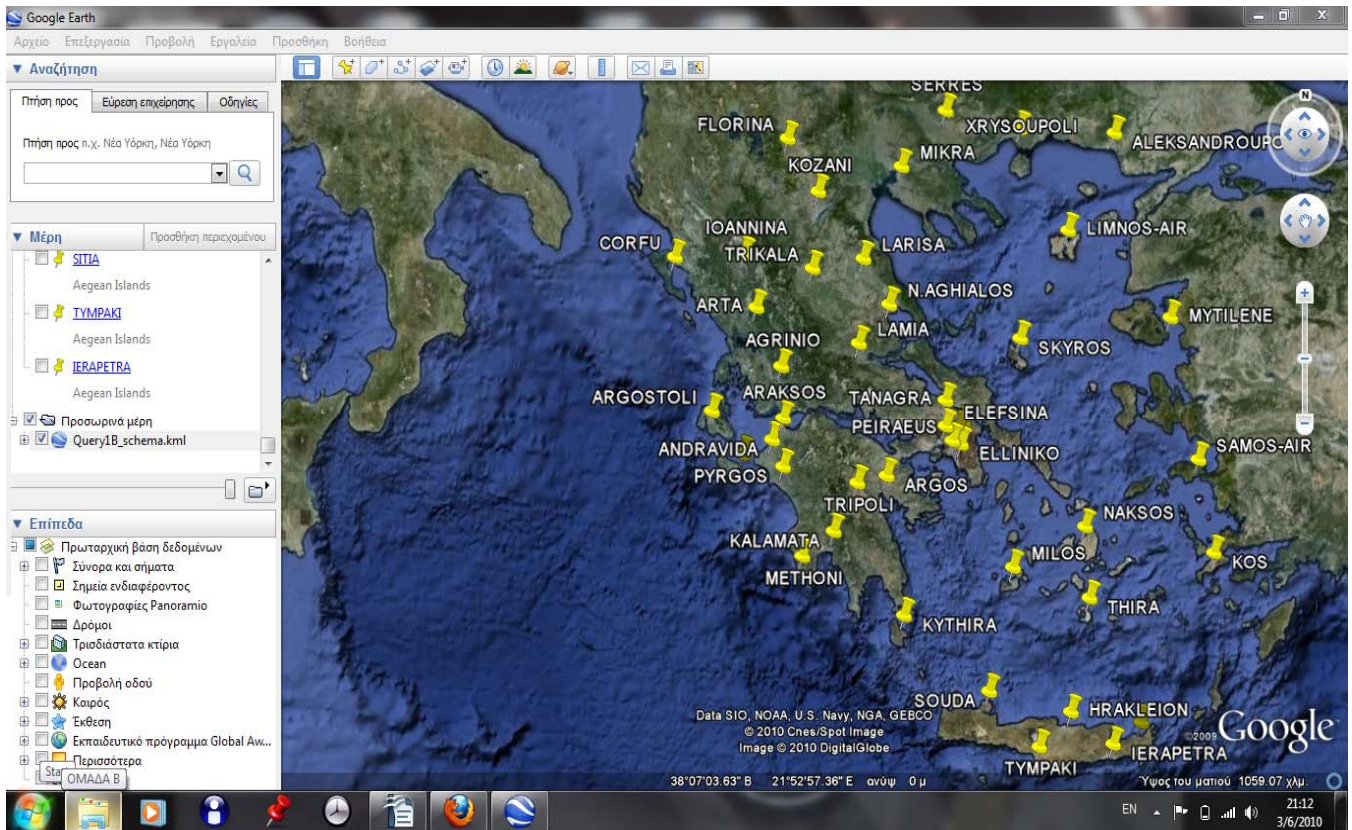 Google Earth
Αρχείο Επεξεργασία Προβολή Εργαλεία Προσθήκη Βοήθεια
Αναζήτηση
Πτήση προς Εύρεση επιχείρησης Οδηγίες
Πτήση προς π.χ. Νέα Υόρκη, Νέα Υόρκη
Μέρη Προσθήκη περιεχομένου
SITIA
Aegean Islands
TYMPAKI
Aegean Islands
IERAPETRA
Aegean Islands
Προσωρινά μέρη
Query1B_schema.kml
Επίπεδα
Πρωταρχική βάση δεδομένων
Σύνορα και σήματα
Σημεία ενδιαφέροντος
Φωτογραφίες Panoramio
Δρόμοι
Τρισδιάστατα κτίρια
Ocean
Προβολή οδού
Καιρός
Έκθεση
Εκπαιδευτικό πρόγραμμα Global Aw...
Περισσότερα
ΟΜΑΔΑ Β
SERRES
FLORINA
XRYSOUPOLI
ALEKSANDROUPO
KOZANI
MIKRA
N
IOANNINA
LIMNOS-AIR
CORFU
TRIKALA
LARISA
ARTA
N.AGHIALOS
MYTILENE
AGRINIO
LAMIA
SKYROS
ARGOSTOLI
ARAKSOS
TANAGRA
ELEFSINA
PEIRAEUS
ANDRAVIDA
ELLINIKO
SAMOS-AIR
PYRGOS
ARGOS
TRIPOLI
NAKSOS
KALAMATA
MILOS
KOS
METHONI
THIRA
KYTHIRA
SOUDA
HRAKLEION
IERAPETRA
TYMPAKI
Data SIO, NOAA, U.S. Navy, NGA, GEBCO
© 2010 Cnes/Spot Image
Image © 2010 DigitalGlobe
©2009 Google
38°07'03.63" Β 21°52'57.36" Ε ανύψ 0 μ
Ύψος του ματιού 1059.07 χλμ.
EN
21:12
3/6/2010